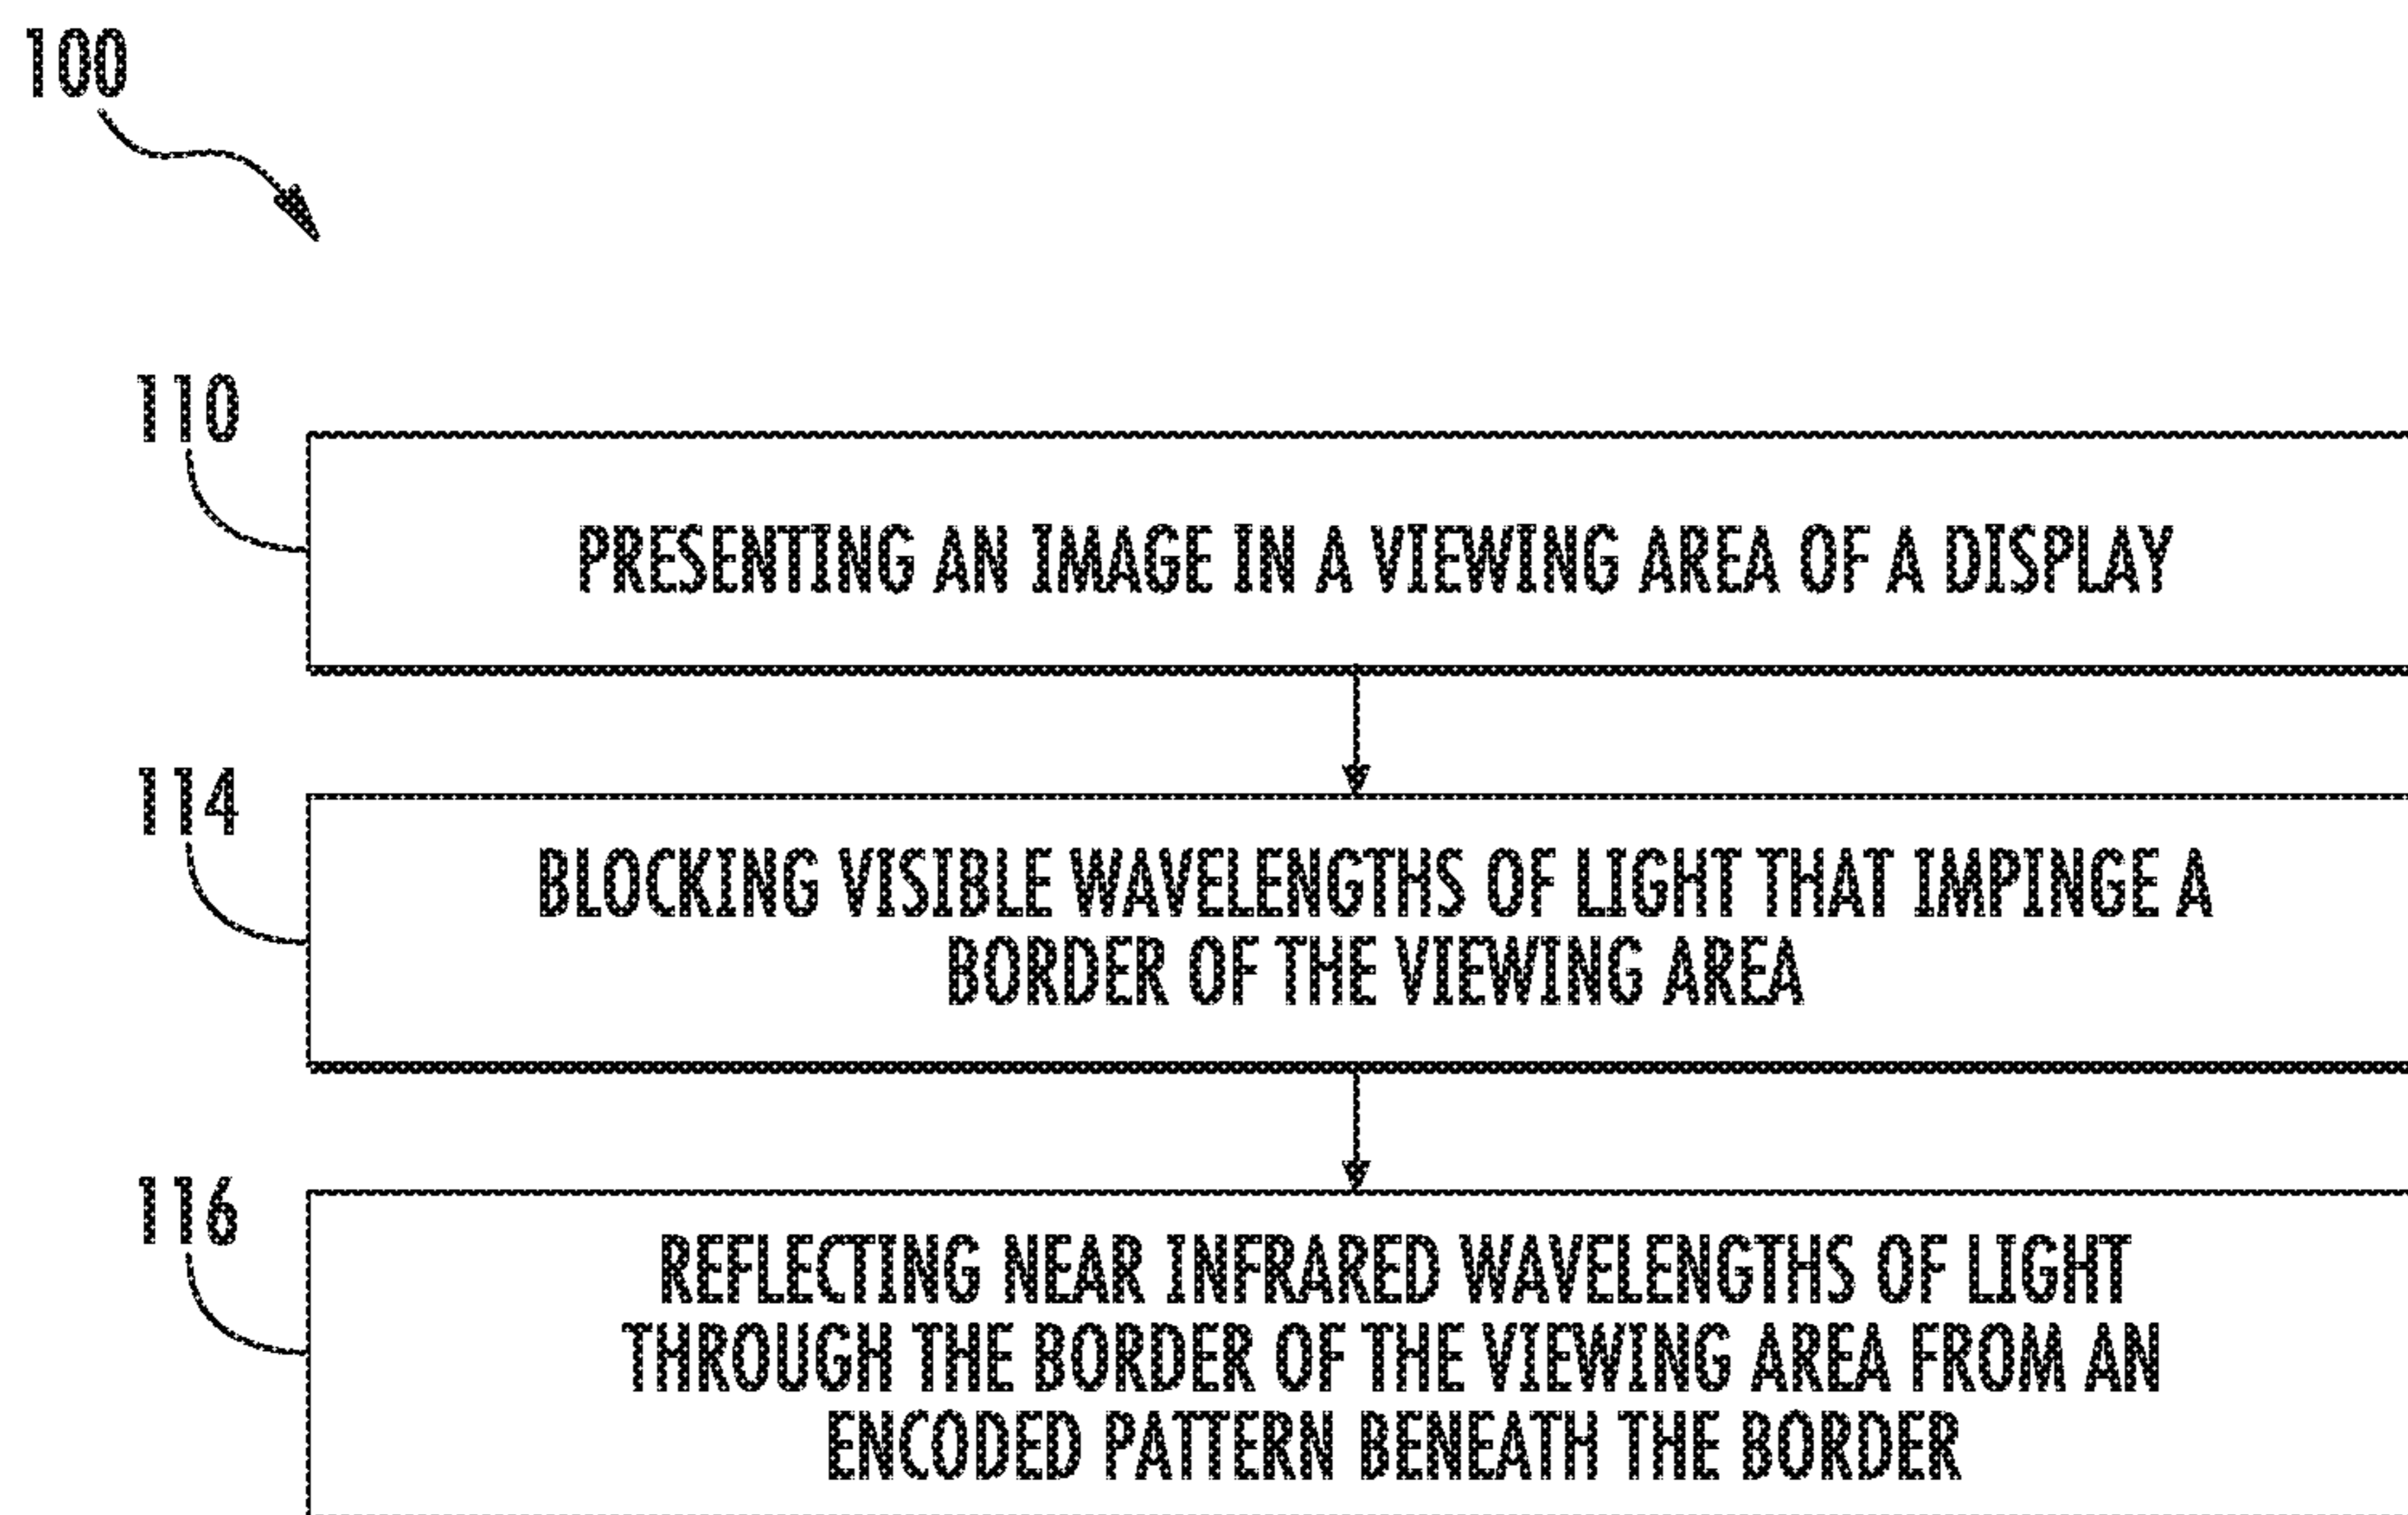 100
110
PRESENTING AN IMAGE IN A VIEWING AREA OF A DISPLAY
114
BLOCKING VISIBLE WAVELENGTHS OF LIGHT THAT IMPINGE A
BORDER OF THE VIEWING AREA
116
REFLECTING NEAR INFRARED WAVELENGTHS OF LIGHT
THROUGH THE BORDER OF THE VIEWING AREA FROM AN
ENCODED PATTERN BENEATH THE BORDER